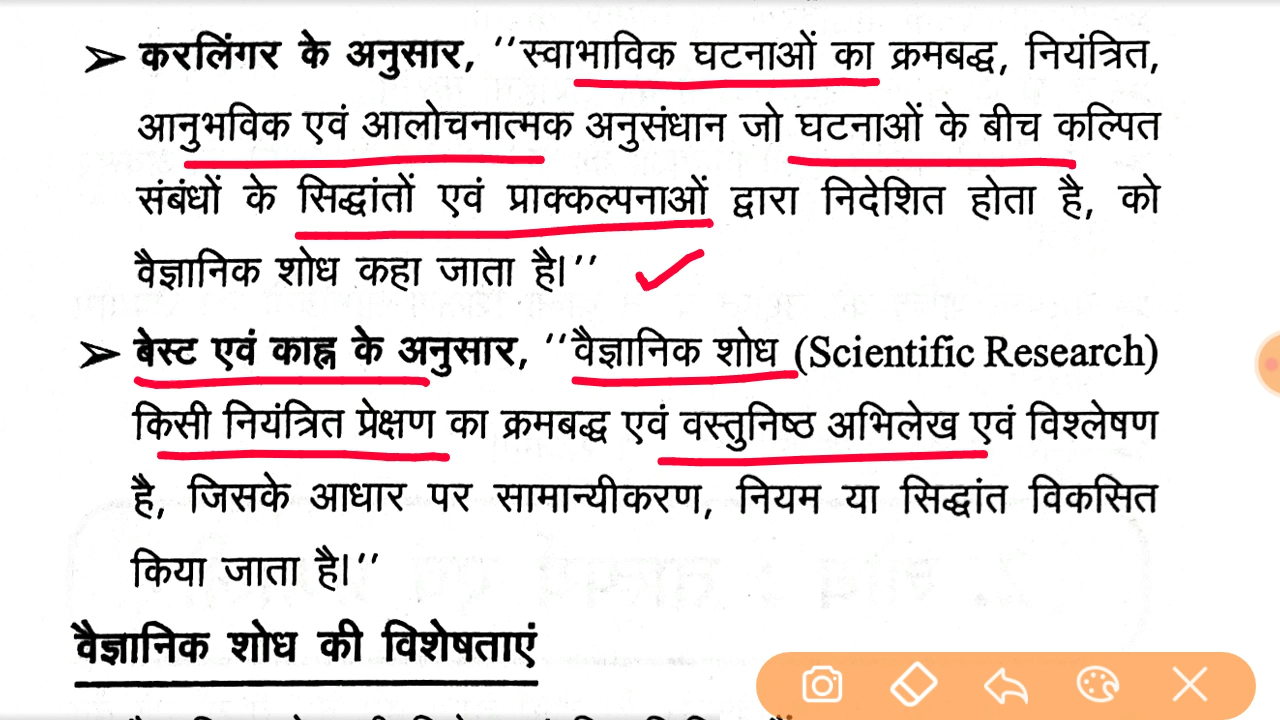 ➢ करलिंगर के अनुसार, ‘‘स्वाभाविक घटनाओं का क्रमबद्ध, नियंत्रित,
आनुभविक एवं आलोचनात्मक अनुसंधान जो घटनाओं के बीच कल्पित
संबंधों के सिद्धांतों एवं प्राक्कल्पनाओं द्वारा निदेशित होता है, को
वैज्ञानिक शोध कहा जाता है।’’
➢ बेस्ट एवं काह्न के अनुसार, ‘‘वैज्ञानिक शोध (Scientific Research)
किसी नियंत्रित प्रेक्षण का क्रमबद्ध एवं वस्तुनिष्ठ अभिलेख एवं विश्लेषण
है, जिसके आधार पर सामान्यीकरण, नियम या सिद्धांत विकसित
किया जाता है।’’
वैज्ञानिक शोध की विशेषताएं